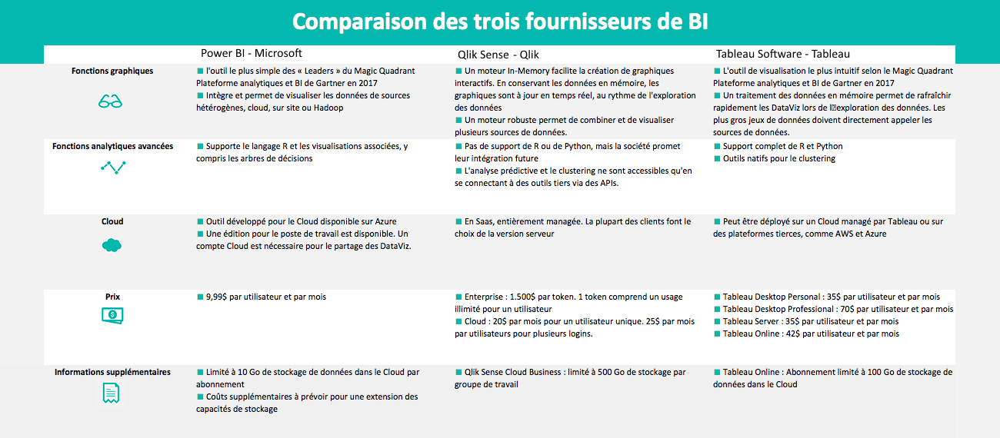 Comparaison des trois fournisseurs de BI
Power BI - Microsoft
Qlik Sense - Qlik
Tableau Software - Tableau
Fonctions graphiques
■ l'outil le plus simple des « Leaders » du Magic Quadrant
Plateforme analytiques et BI de Gartner en 2017
■ Intègre et permet de visualiser les données de sources
hétérogènes, cloud, sur site ou Hadoop
■ Un moteur In-Memory facilite la création de graphiques
interactifs. En conservant les données en mémoire, les
graphiques sont à jour en temps réel, au rythme de l'exploration
des données
■ Un moteur robuste permet de combiner et de visualiser
plusieurs sources de données.
■ L'outil de visualisation le plus intuitif selon le Magic Quadrant
Plateforme analytiques et BI de Gartner en 2017
■ Un traitement des données en mémoire permet de rafraîchir
rapidement les DataViz lors de l�exploration des données. Les
plus gros jeux de données doivent directement appeler les
sources de données.
Fonctions analytiques avancées
■ Supporte le langage R et les visualisations associées, y
compris les arbres de décisions
■ Pas de support de R ou de Python, mais la société promet
leur intégration future
■ L'analyse prédictive et le clustering ne sont accessibles qu'en
se connectant à des outils tiers via des APIs.
■ Support complet de R et Python
■ Outils natifs pour le clustering
Cloud
■ Outil développé pour le Cloud disponible sur Azure
■ Une édition pour le poste de travail est disponible. Un
compte Cloud est nécessaire pour le partage des DataViz.
■ En Saas, entièrement managée. La plupart des clients font le
choix de la version serveur
■ Peut être déployé sur un Cloud managé par Tableau ou sur
des plateformes tierces, comme AWS et Azure
Prix
■ 9,99$ par utilisateur et par mois
■ Enterprise : 1.500$ par token. 1 token comprend un usage
illimité pour un utilisateur
■ Cloud : 20$ par mois pour un utilisateur unique. 25$ par mois
par utilisateurs pour plusieurs logins.
■ Tableau Desktop Personal : 35$ par utilisateur et par mois
■ Tableau Desktop Professional : 70$ par utilisateur et par mois
■ Tableau Server : 35$ par utilisateur et par mois
■ Tableau Online : 42$ par utilisateur et par mois
Informations supplémentaires
■ Limité à 10 Go de stockage de données dans le Cloud par
abonnement
■ Coûts supplémentaires à prévoir pour une extension des
capacités de stockage
■ Qlik Sense Cloud Business : limité à 500 Go de stockage par
groupe de travail
■ Tableau Online : Abonnement limité à 100 Go de stockage de
données dans le Cloud